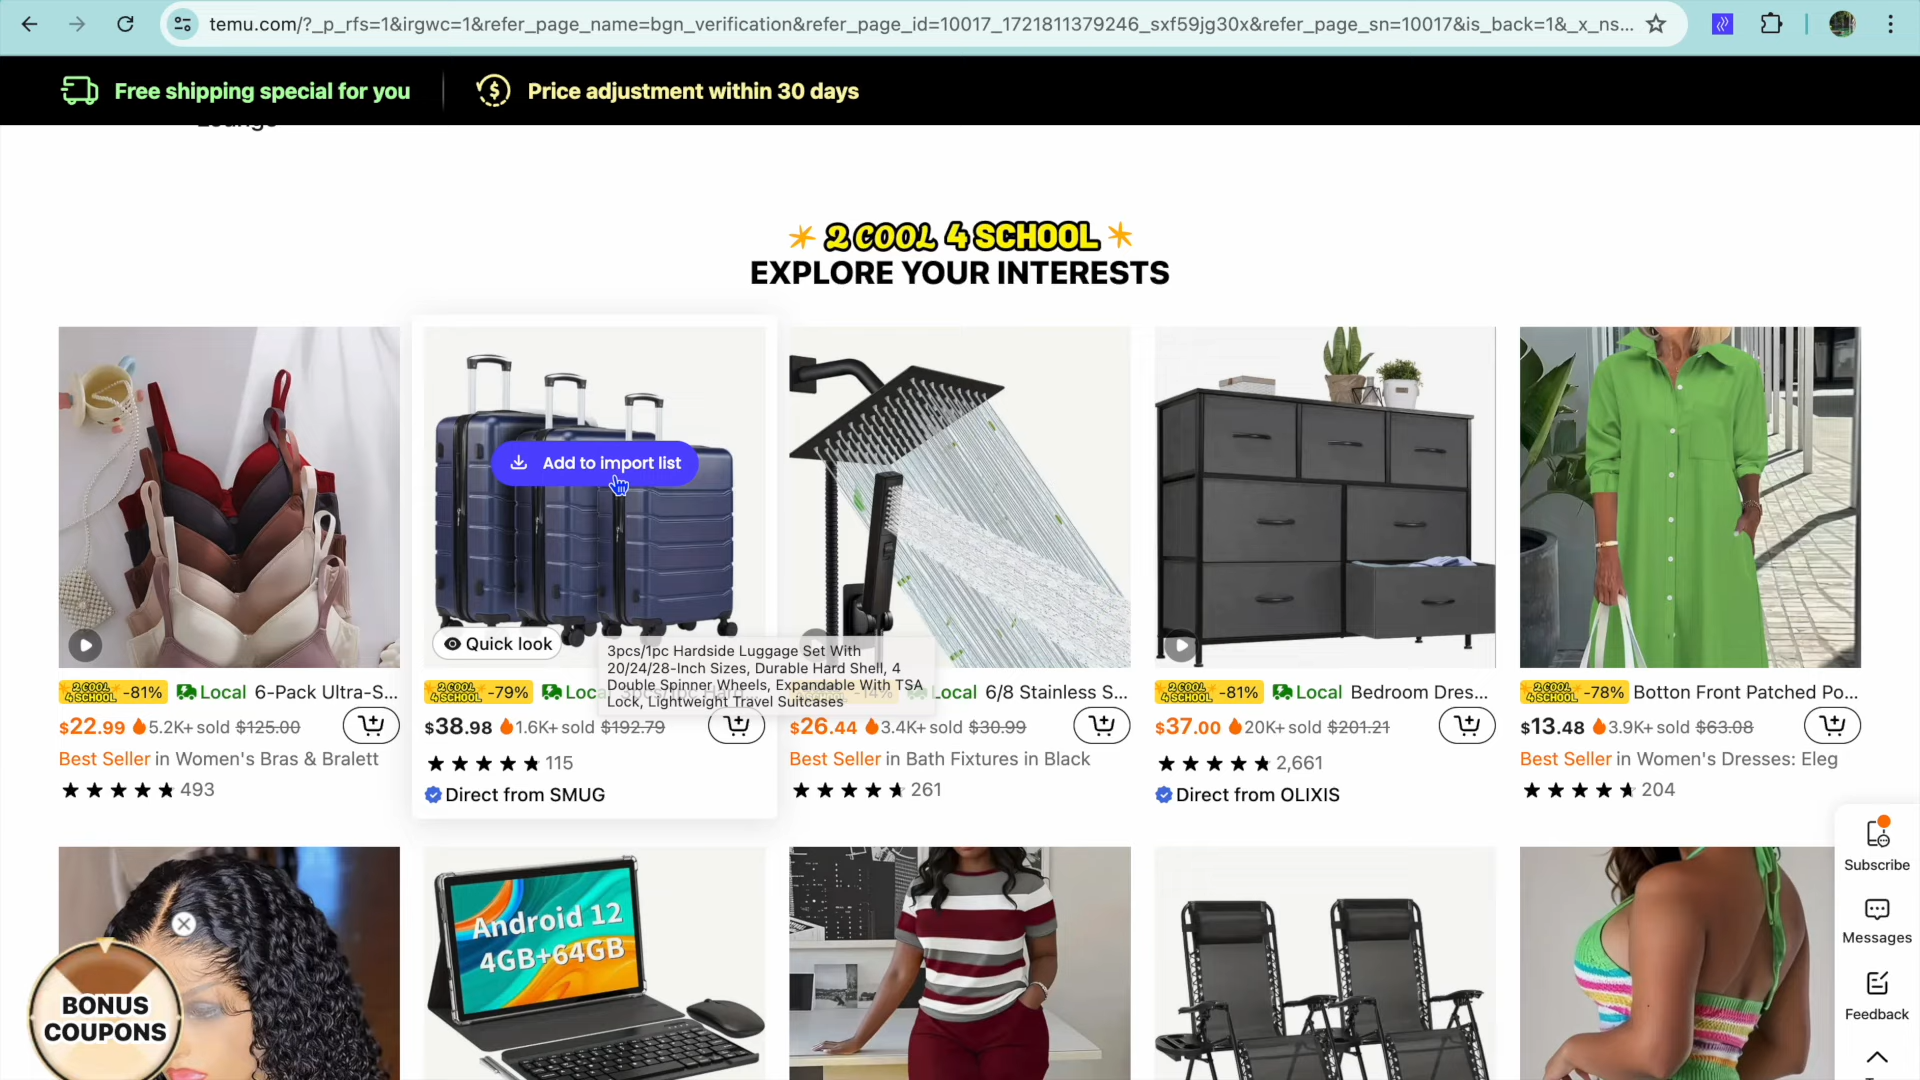 temu.com/?_p_rfs=1&irgwc=1&refer_page_name=bgn_verification&refer_page_id=10017_1721811379246_sxf59jg30x&refer_page_sn=10017&is_back=1&_x_ns...
Free shipping special for you
Price adjustment within 30 days
Lounge
2 COOL 4 SCHOOL
EXPLORE YOUR INTERESTS
Add to import list
Quick look
3pcs/1pc Hardside Luggage Set With
20/24/28-Inch Sizes, Durable Hard Shell, 4
Double Spinner Wheels, Expandable With TSA
Lock, Lightweight Travel Suitcases
2 COOL 4 SCHOOL -81% Local 6-Pack Ultra-S...
$22.99 5.2K+ sold $125.00
Best Seller in Women's Bras & Bralett
493
2 COOL 4 SCHOOL -79% Loca
$38.98 1.6K+ sold $192.79
115
Direct from SMUG
-14% Local 6/8 Stainless S...
$26.44 3.4K+ sold $30.99
Best Seller in Bath Fixtures in Black
261
2 COOL 4 SCHOOL -81% Local Bedroom Dres...
$37.00 20K+ sold $201.21
2,661
Direct from OLIXIS
2 COOL 4 SCHOOL -78% Botton Front Patched Po...
$13.48 3.9K+ sold $63.08
Best Seller in Women's Dresses: Eleg
204
Subscribe
Messages
Feedback
Android 12
4GB+64GB
BONUS
COUPONS